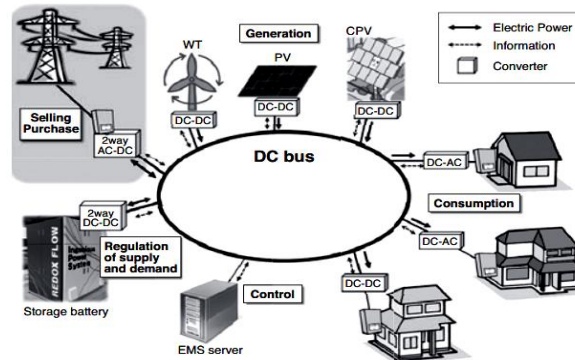 Generation
WT
PV
CPV
Electric Power
Information
Converter
Selling
Purchase
DC-DC
DC-DC
DC-DC
2way
AC-DC
DC bus
DC-AC
2way
DC-DC
Consumption
REDOX FLOW
Power
System
Regulation
of supply
and demand
DC-AC
DC-DC
Storage battery
Control
EMS server